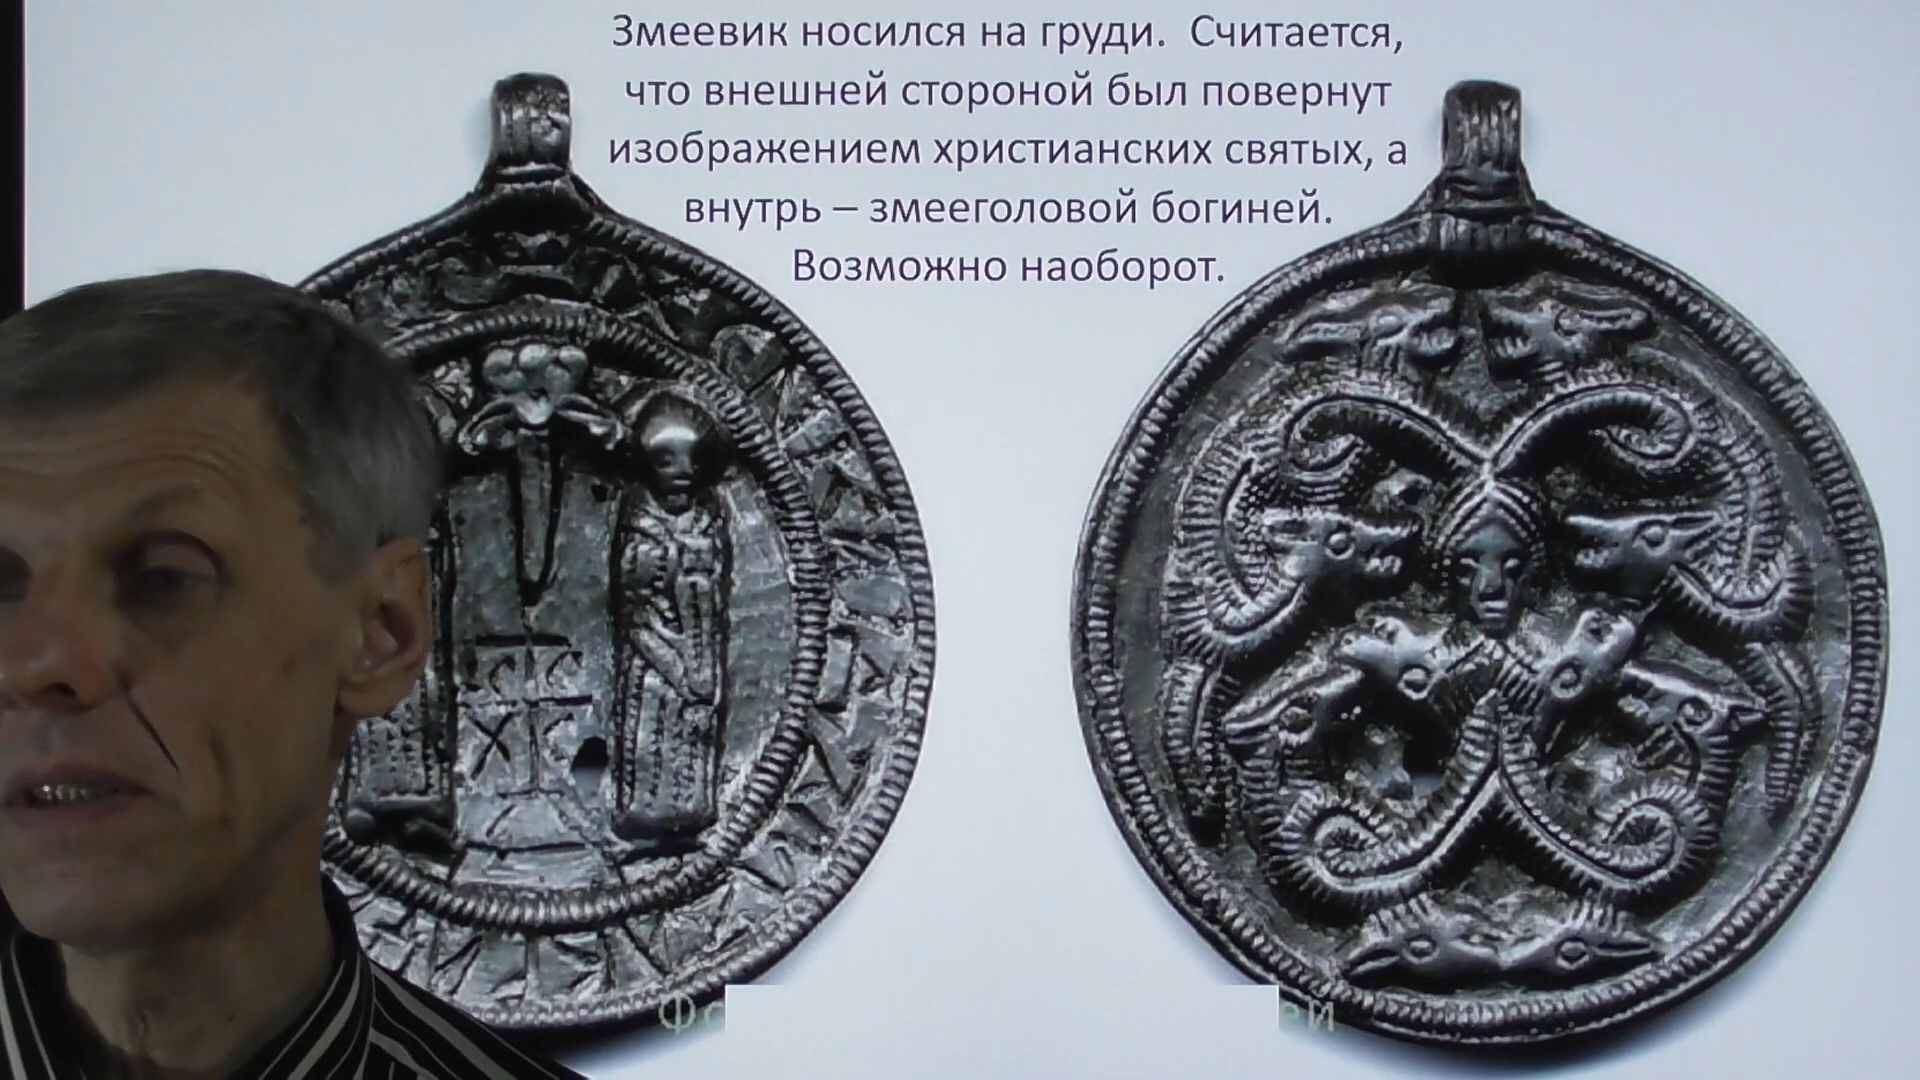 Змеевик носился на груди. Считается,
что внешней стороной был повернут
изображением христианских святых, а
внутрь – змееголовой богиней.
Возможно наоборот.